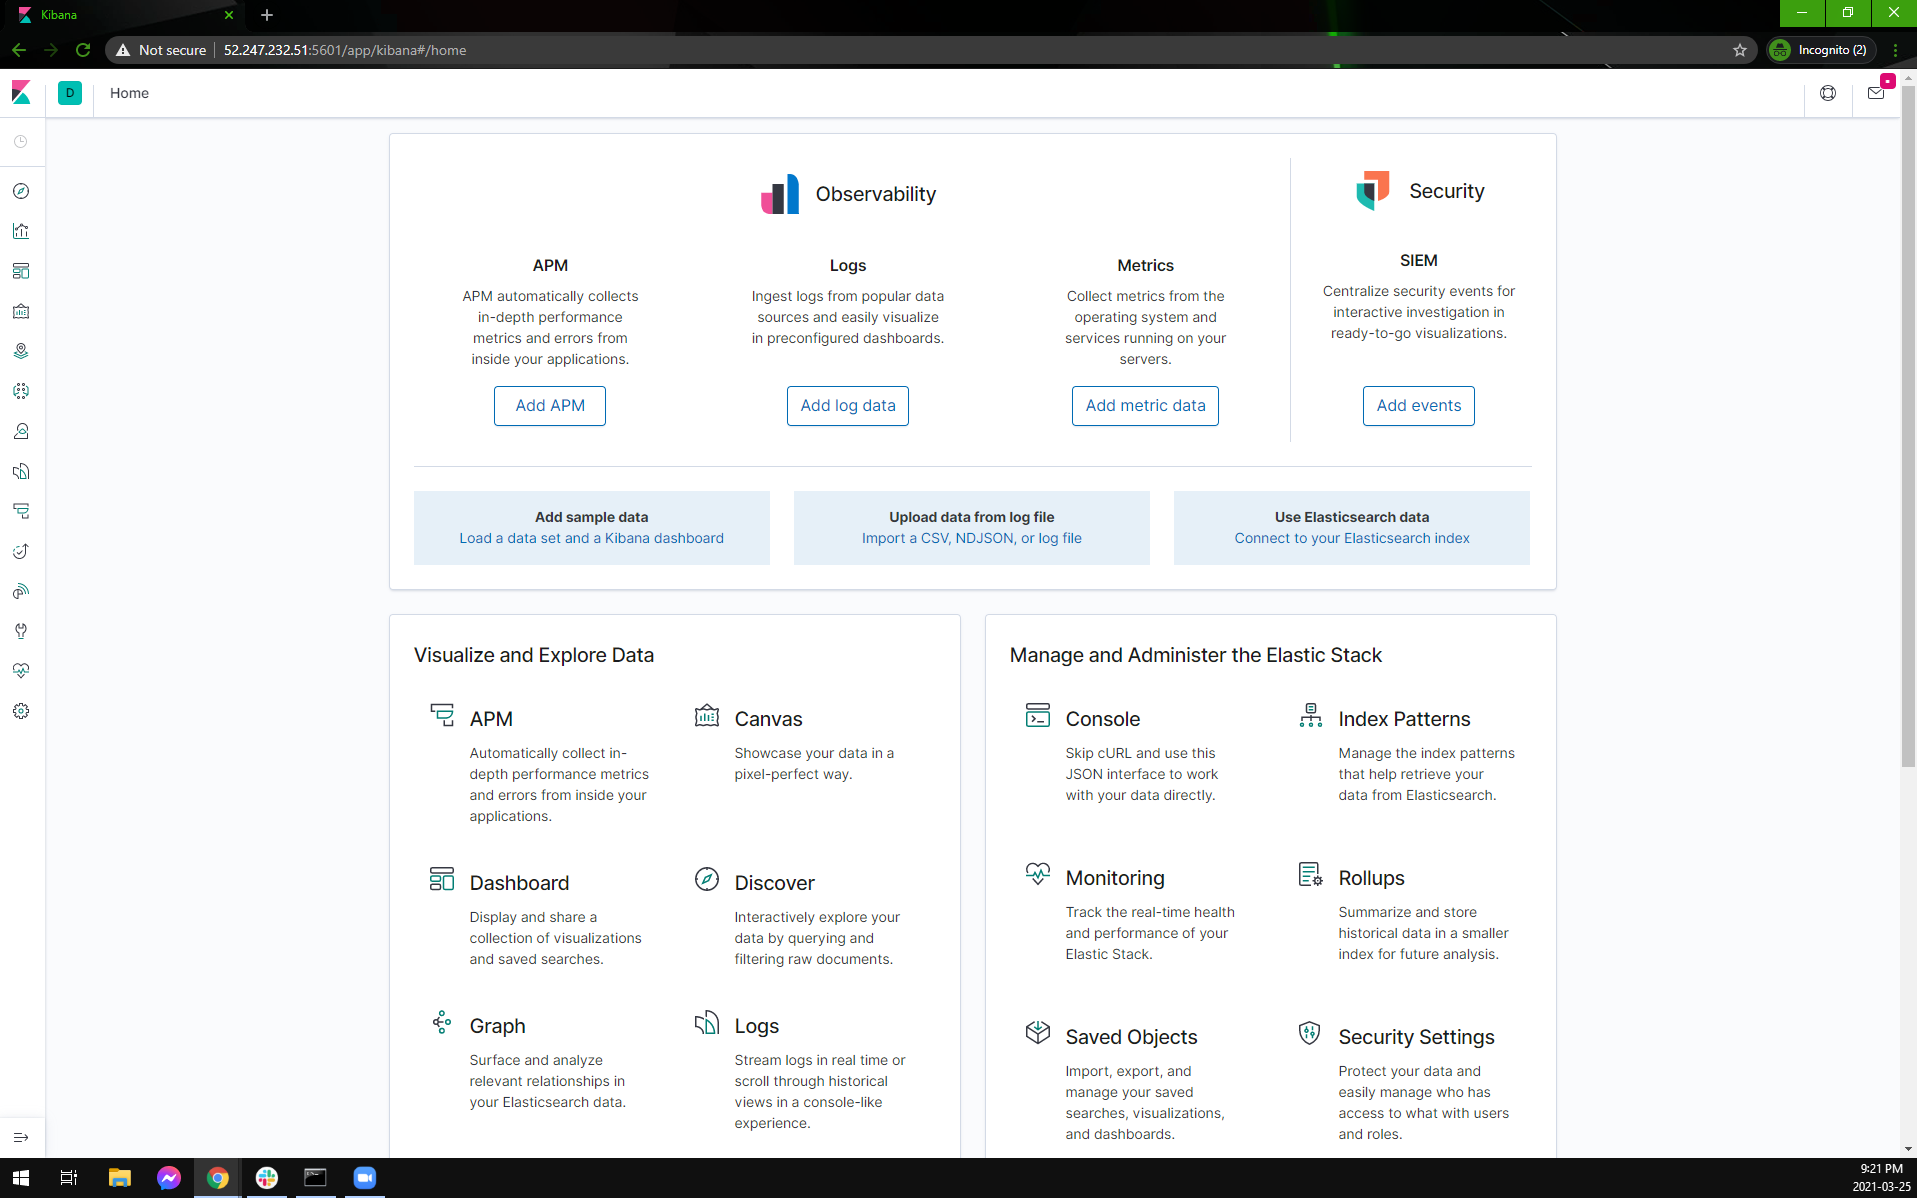 Kibana
Not secure
52.247.232.51:5601/app/kibana#/home
Incognito (2)
D
Home
Observability
Security
APM
APM automatically collects
in-depth performance
metrics and errors from
inside your applications.
Add APM
Logs
Ingest logs from popular data
sources and easily visualize
in preconfigured dashboards.
Add log data
Metrics
Collect metrics from the
operating system and
services running on your
servers.
Add metric data
SIEM
Centralize security events for
interactive investigation in
ready-to-go visualizations.
Add events
Add sample data
Load a data set and a Kibana dashboard
Upload data from log file
Import a CSV, NDJSON, or log file
Use Elasticsearch data
Connect to your Elasticsearch index
Visualize and Explore Data
APM
Automatically collect in-
depth performance metrics
and errors from inside your
applications.
Canvas
Showcase your data in a
pixel-perfect way.
Dashboard
Display and share a
collection of visualizations
and saved searches.
Discover
Interactively explore your
data by querying and
filtering raw documents.
Graph
Surface and analyze
relevant relationships in
your Elasticsearch data.
Logs
Stream logs in real time or
scroll through historical
views in a console-like
experience.
Manage and Administer the Elastic Stack
Console
Skip cURL and use this
JSON interface to work
with your data directly.
Index Patterns
Manage the index patterns
that help retrieve your
data from Elasticsearch.
Monitoring
Track the real-time health
and performance of your
Elastic Stack.
Rollups
Summarize and store
historical data in a smaller
index for future analysis.
Saved Objects
Import, export, and
manage your saved
searches, visualizations,
and dashboards.
Security Settings
Protect your data and
easily manage who has
access to what with users
and roles.
9:21 PM
2021-03-25